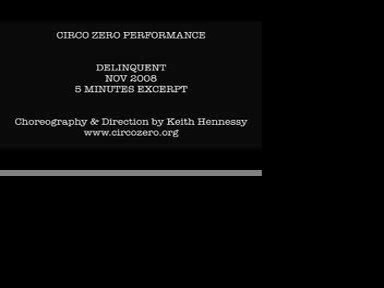 CIRCO ZERO PERFORMANCE
DELINQUENT
NOV 2008
5 MINUTES EXCERPT
Choreography & Direction by Keith Hennessy
www.circozero.org